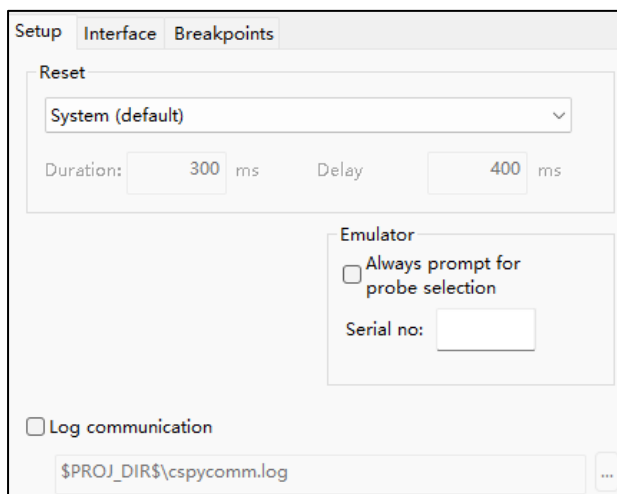 Setup Interface Breakpoints
Reset
System (default)
Duration: 300 ms Delay 400 ms
Emulator
Always prompt for
probe selection
Serial no:
Log communication
$PROJ_DIR$\cspycomm.log ...